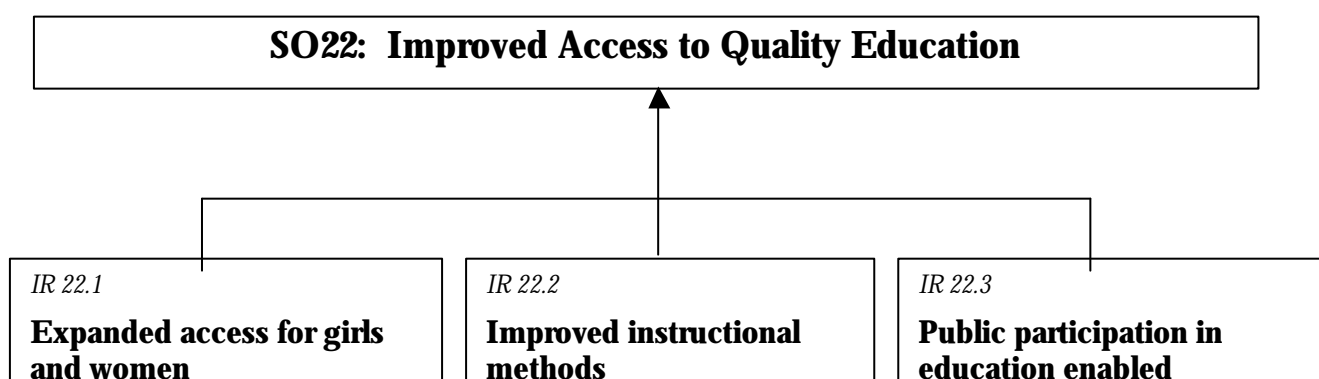 SO22: Improved Access to Quality Education
IR 22.1
Expanded access for girls
and women
IR 22.2
Improved instructional
methods
IR 22.3
Public participation in
education enabled